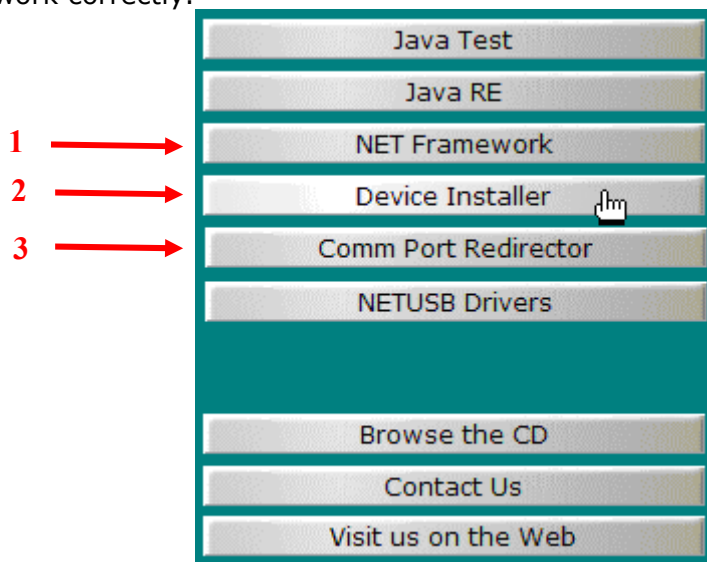 work correctly.
Java Test
Java RE
1 NET Framework
2 Device Installer
3 Comm Port Redirector
NETUSB Drivers
Browse the CD
Contact Us
Visit us on the Web